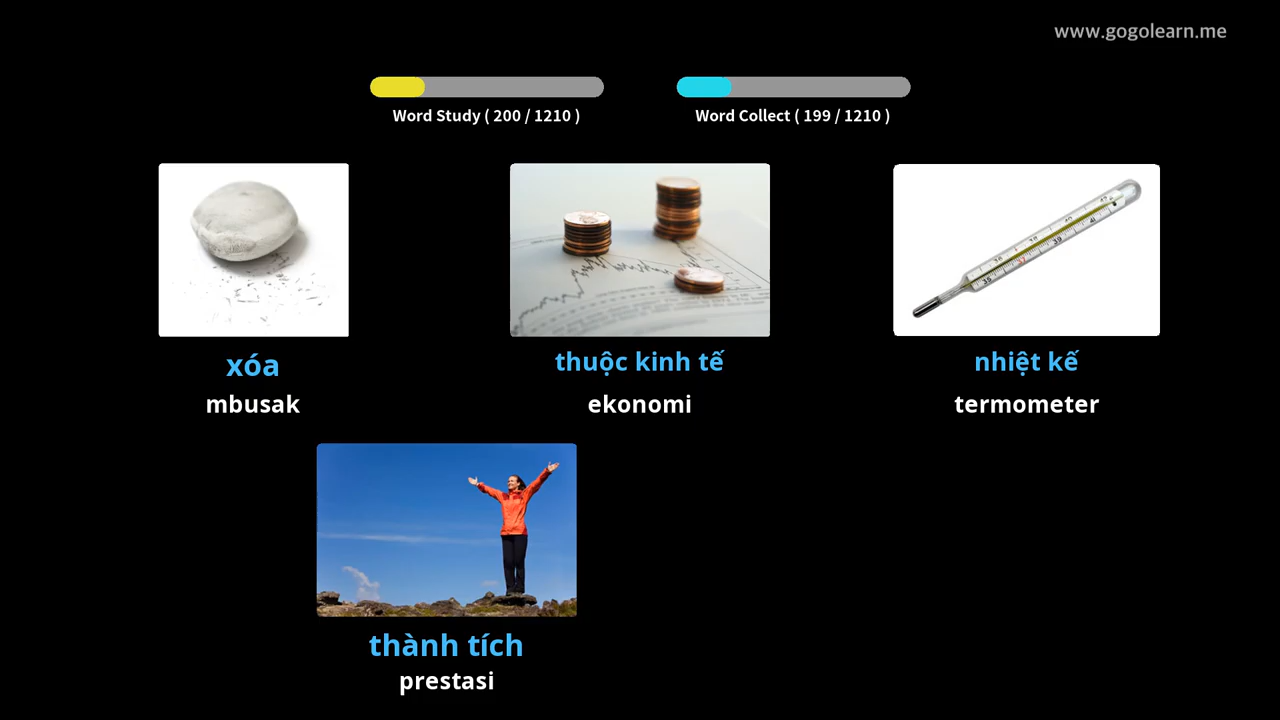 www.gogolearn.me
Word Study ( 200 / 1210 )
Word Collect ( 199 / 1210 )
xóa
mbusak
thuộc kinh tế
ekonomi
nhiệt kế
termometer
thành tích
prestasi